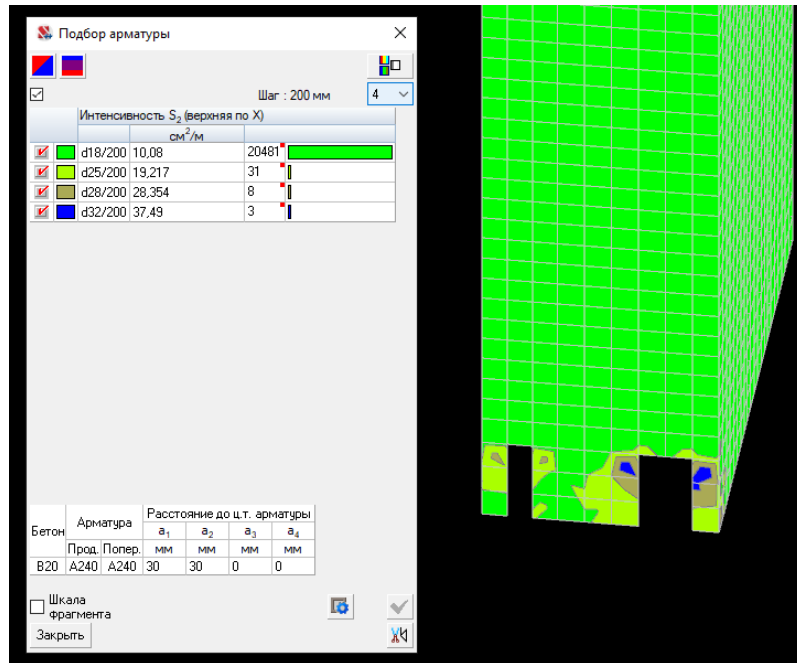 Подбор арматуры
Шаг : 200 мм 4
Интенсивность S2 (верхняя по X)
см²/м
d18/200 10,08 20481
d25/200 19,217 31
d28/200 28,354 8
d32/200 37,49 3
Бетон Арматура Расстояние до ц.т. арматуры
a1 a2 a3 a4
Прод. Попер. мм мм мм мм
B20 A240 A240 30 30 0 0
Шкала
фрагмента
Закрыть